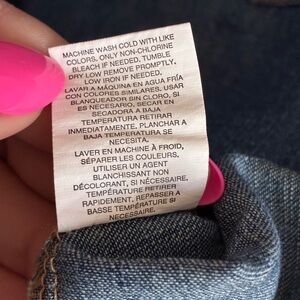 MACHINE WASH COLD WITH LIKE
COLORS, ONLY NON-CHLORINE
BLEACH IF NEEDED. TUMBLE
DRY LOW REMOVE PROMPTLY.
LOW IRON IF NEEDED.
LAVAR A MÁQUINA EN AGUA FRÍA
CON COLORES SIMILARES. USAR
BLANQUEADOR SIN CLORO, SI
ES NECESARIO, SECAR EN
SECADORA A BAJA
TEMPERATURA RETIRAR
INMEDIATAMENTE. PLANCHAR A
BAJA TEMPERATURA SE
NECESITA.
LAVER EN MACHINE À FROID,
SÉPARER LES COULEURS,
UTILISER UN AGENT
BLANCHISSANT NON
DÉCOLORANT, SI NÉCESSAIRE.
TEMPÉRATURE RETIRER
RAPIDEMENT, REPASSER À
BASSE TEMPÉRATURE SI
NÉCESSAIRE.